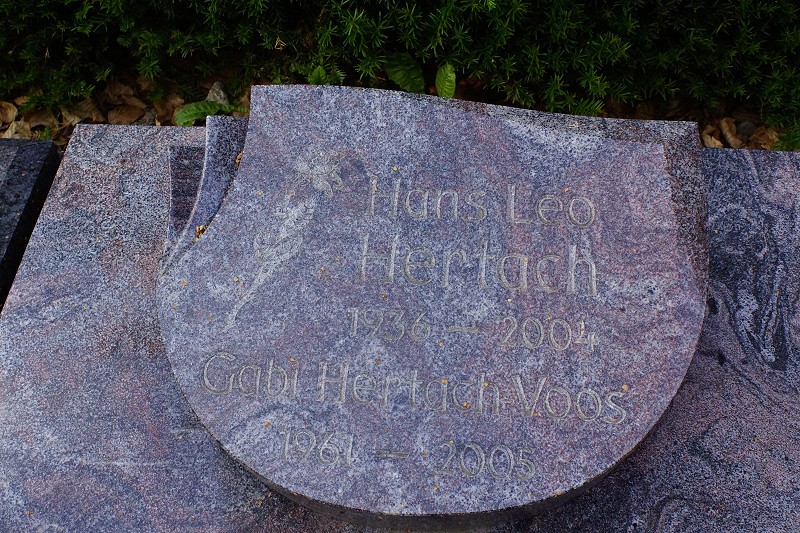 Hans Leo
Hertach
1936 – 2004
Gabi Hertach-Voos
1961 – 2005